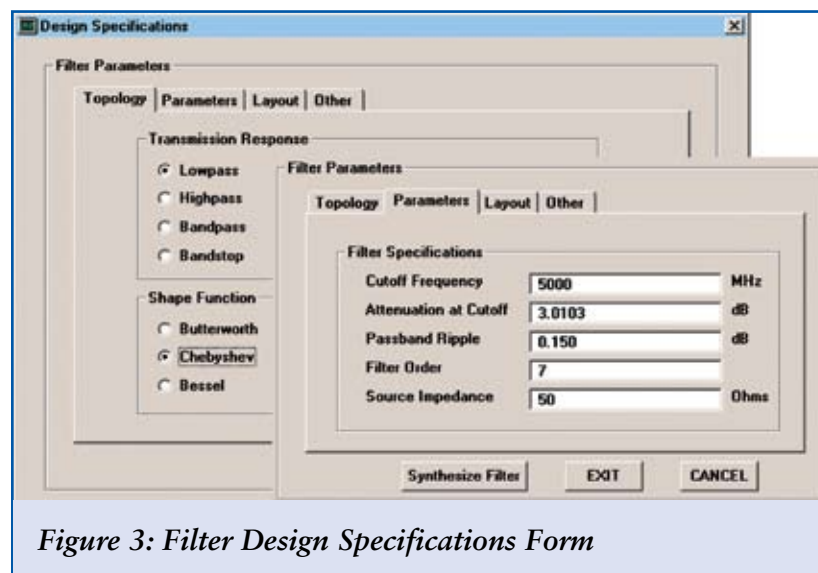 Design Specifications
Filter Parameters
Topology Parameters Layout Other
Transmission Response
Lowpass
Highpass
Bandpass
Bandstop
Shape Function
Butterworth
Chebyshev
Bessel
Filter Parameters
Topology Parameters Layout Other
Filter Specifications
Cutoff Frequency 5000 MHz
Attenuation at Cutoff 3.0103 dB
Passband Ripple 0.150 dB
Filter Order 7
Source Impedance 50 Ohms
Synthesize Filter EXIT CANCEL
Figure 3: Filter Design Specifications Form